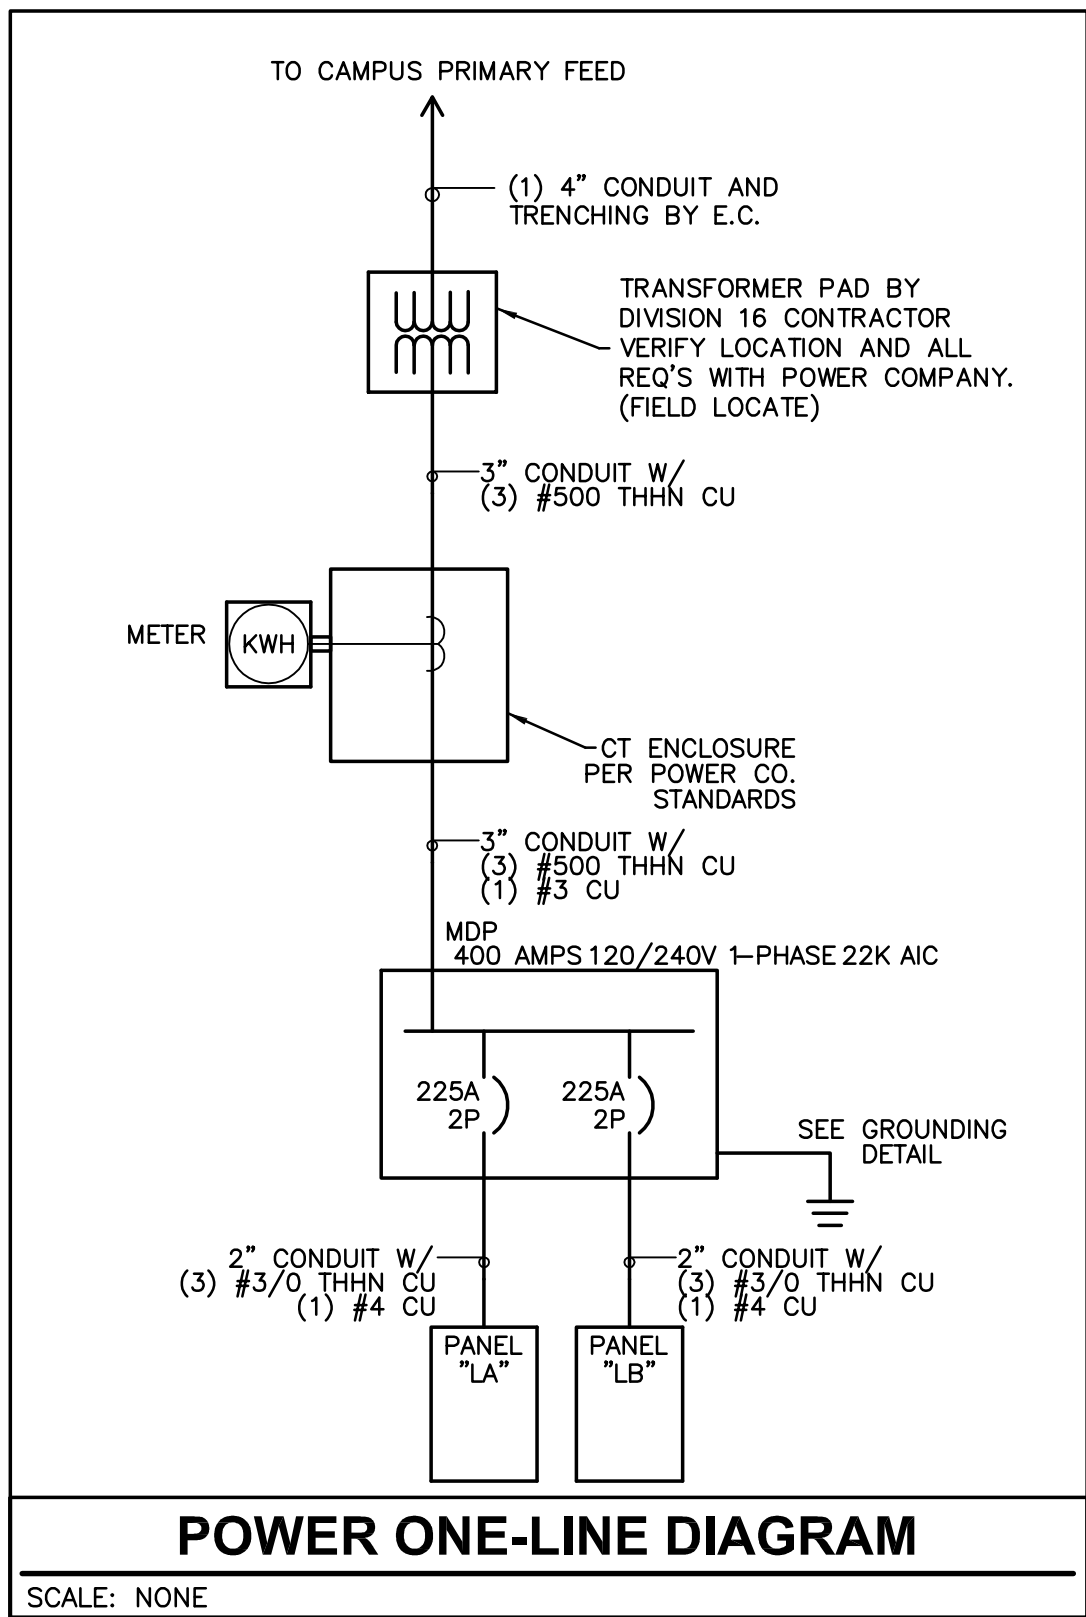 TO CAMPUS PRIMARY FEED
(1) 4" CONDUIT AND
TRENCHING BY E.C.
TRANSFORMER PAD BY
DIVISION 16 CONTRACTOR
VERIFY LOCATION AND ALL
REQ'S WITH POWER COMPANY.
(FIELD LOCATE)
3" CONDUIT W/
(3) #500 THHN CU
METER
KWH
CT ENCLOSURE
PER POWER CO.
STANDARDS
3" CONDUIT W/
(3) #500 THHN CU
(1) #3 CU
MDP
400 AMPS 120/240V 1-PHASE 22K AIC
225A
2P
225A
2P
SEE GROUNDING
DETAIL
2" CONDUIT W/
(3) #3/0 THHN CU
(1) #4 CU
2" CONDUIT W/
(3) #3/0 THHN CU
(1) #4 CU
PANEL
"LA"
PANEL
"LB"
POWER ONE-LINE DIAGRAM
SCALE: NONE